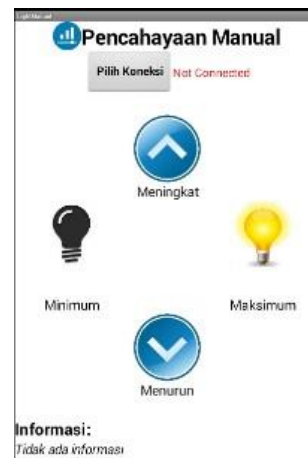 Pencahayaan Manual
Pilih Koneksi Not Connected
Meningkat
Minimum Maksimum
Menurun
Informasi:
Tidak ada informasi